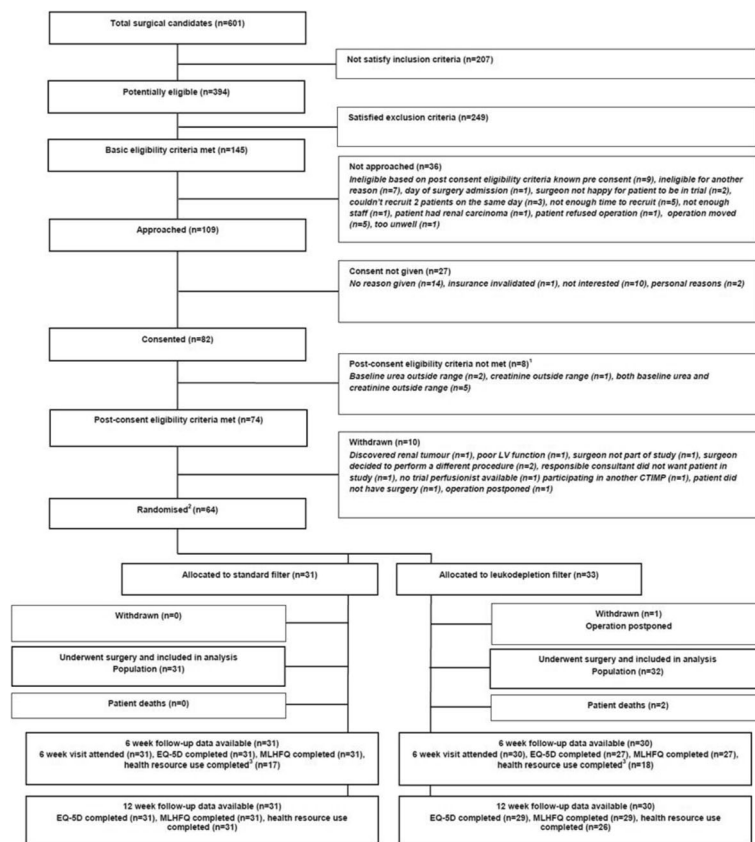 Total surgical candidates (n=601)
Not satisfy inclusion criteria (n=207)
Potentially eligible (n=394)
Satisfied exclusion criteria (n=249)
Basic eligibility criteria met (n=145)
Not approached (n=36)
Ineligible based on post consent eligibility criteria known pre consent (n=9), ineligible for another
reason (n=7), day of surgery admission (n=1), surgeon not happy for patient to be in trial (n=2),
couldn't recruit 2 patients on the same day (n=3), not enough time to recruit (n=5), not enough
staff (n=1), patient had renal carcinoma (n=1), patient refused operation (n=1), operation moved
(n=5), too unwell (n=1)
Approached (n=109)
Consent not given (n=27)
No reason given (n=14), insurance invalidated (n=1), not interested (n=10), personal reasons (n=2)
Consented (n=82)
Post-consent eligibility criteria not met (n=8)¹
Baseline urea outside range (n=2), creatinine outside range (n=1), both baseline urea and
creatinine outside range (n=5)
Post-consent eligibility criteria met (n=74)
Withdrawn (n=10)
Discovered renal tumour (n=1), poor LV function (n=1), surgeon not part of study (n=1), surgeon
decided to perform a different procedure (n=2), responsible consultant did not want patient in
study (n=1), no trial perfusionist available (n=1) participating in another CTIMP (n=1), patient did
not have surgery (n=1), operation postponed (n=1)
Randomised² (n=64)
Allocated to standard filter (n=31)
Allocated to leukodepletion filter (n=33)
Withdrawn (n=0)
Withdrawn (n=1)
Operation postponed
Underwent surgery and included in analysis
Population (n=31)
Underwent surgery and included in analysis
Population (n=32)
Patient deaths (n=0)
Patient deaths (n=2)
6 week follow-up data available (n=31)
6 week visit attended (n=31), EQ-5D completed (n=31), MLHFQ completed (n=31),
health resource use completed³ (n=17)
6 week follow-up data available (n=30)
6 week visit attended (n=30), EQ-5D completed (n=27), MLHFQ completed (n=27),
health resource use completed³ (n=18)
12 week follow-up data available (n=31)
EQ-5D completed (n=31), MLHFQ completed (n=31), health resource use
completed (n=31)
12 week follow-up data available (n=30)
EQ-5D completed (n=29), MLHFQ completed (n=29), health resource use
completed (n=26)